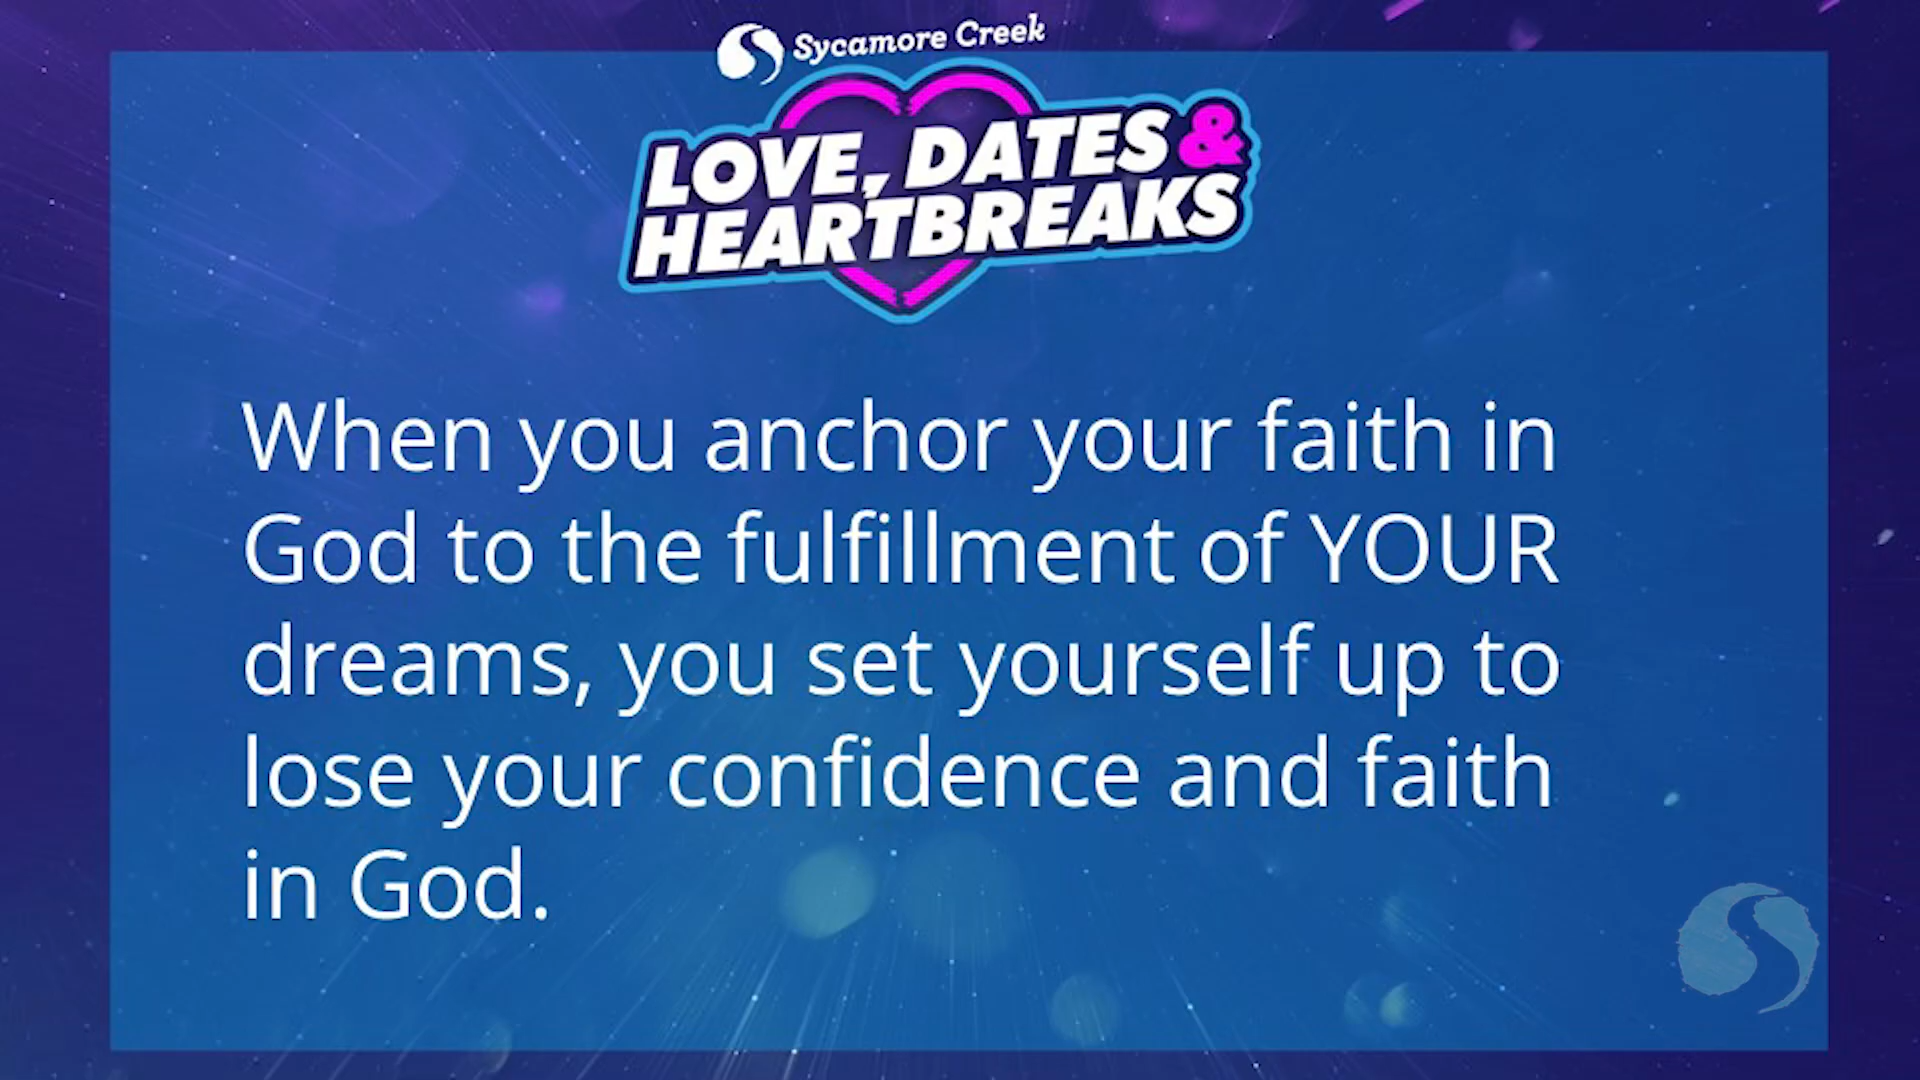 Sycamore Creek
LOVE, DATES &
HEARTBREAKS
When you anchor your faith in
God to the fulfillment of YOUR
dreams, you set yourself up to
lose your confidence and faith
in God.